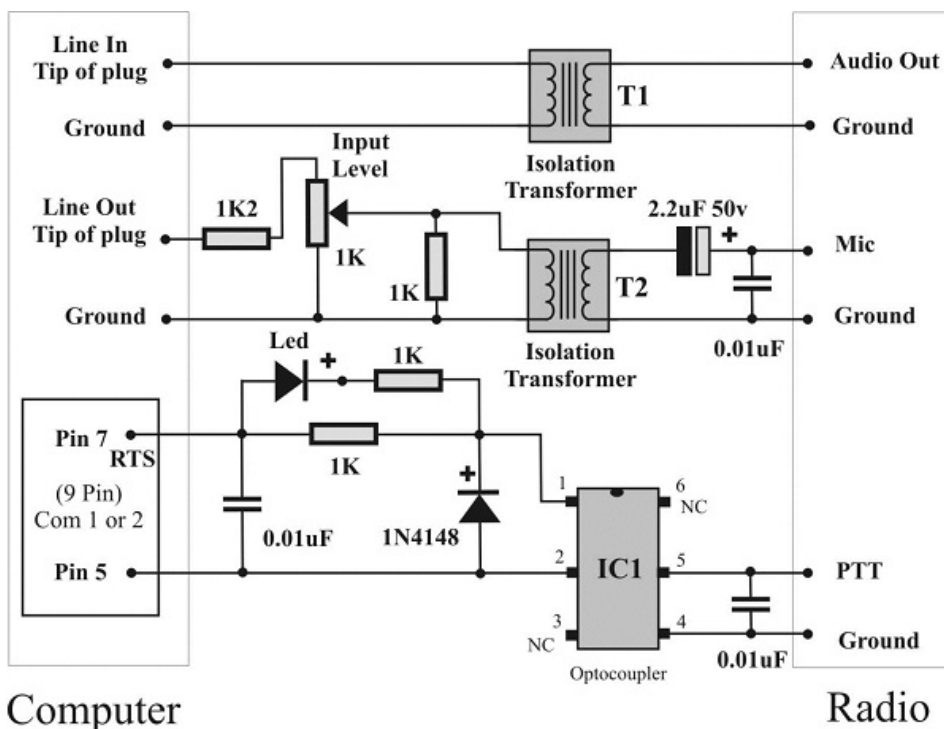 Line In
Tip of plug
Audio Out
T1
Ground
Ground
Input
Level
Isolation
Transformer
Line Out
Tip of plug
1K2
1K
1K
2.2uF 50v
+
Mic
T2
Ground
Ground
0.01uF
Isolation
Transformer
Led
+
1K
Pin 7
RTS
1K
+
(9 Pin)
Com 1 or 2
0.01uF
1N4148
Pin 5
1
6
NC
2
IC1
5
PTT
3
NC
4
Ground
0.01uF
Optocoupler
Computer
Radio